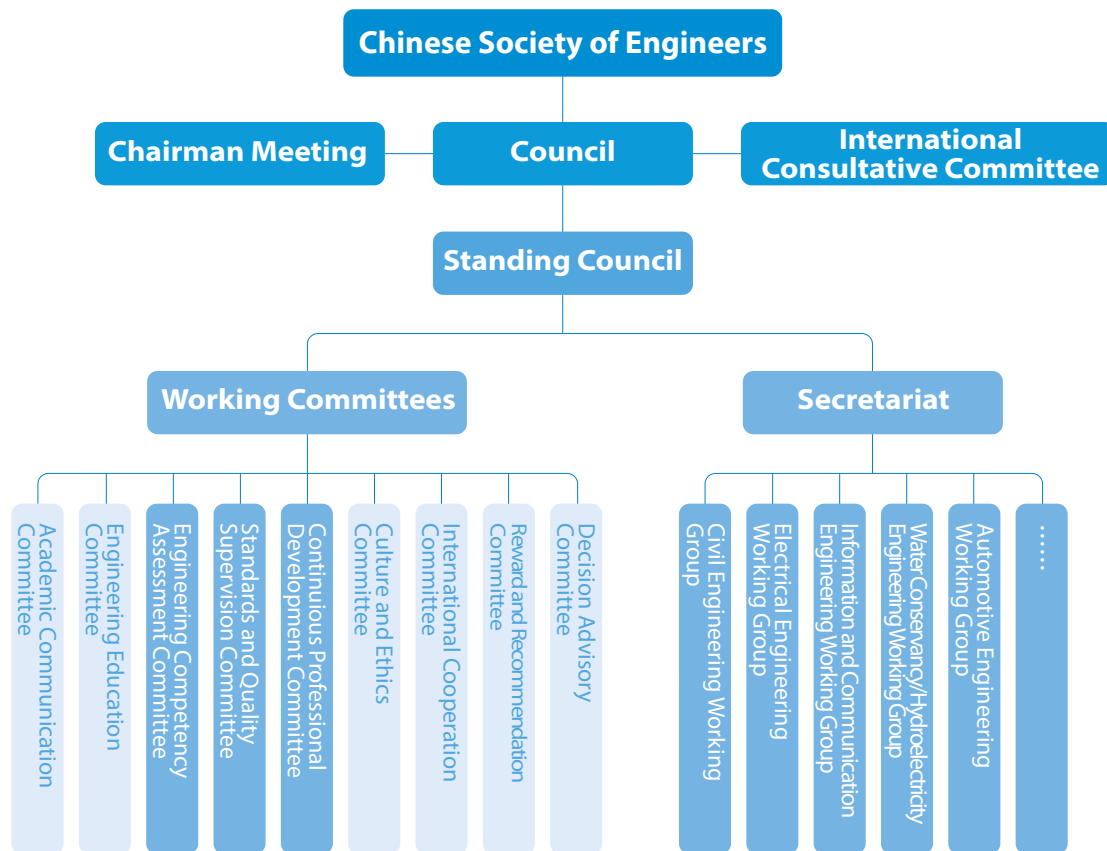 Chinese Society of Engineers
Chairman Meeting
Council
International
Consultative Committee
Standing Council
Working Committees
Secretariat
Academic Communication
Committee
Engineering Education
Committee
Engineering Competency
Assessment Committee
Standards and Quality
Supervision Committee
Continuious Professional
Development Committee
Culture and Ethics
Committee
International Cooperation
Committee
Reward and Recommendation
Committee
Decision Advisory
Committee
Civil Engineering Working
Group
Electrical Engineering
Working Group
Information and Communication
Engineering Working Group
Water Conservancy/Hydroelectricity
Engineering Working Group
Automotive Engineering
Working Group
......